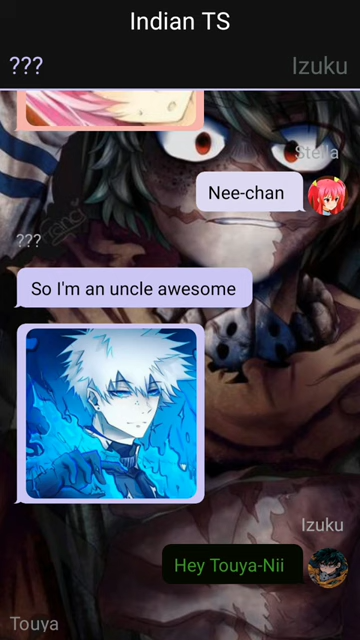 Indian TS
??? Izuku
Stella
Nee-chan
???
So I'm an uncle awesome
Izuku
Hey Touya-Nii
Touya